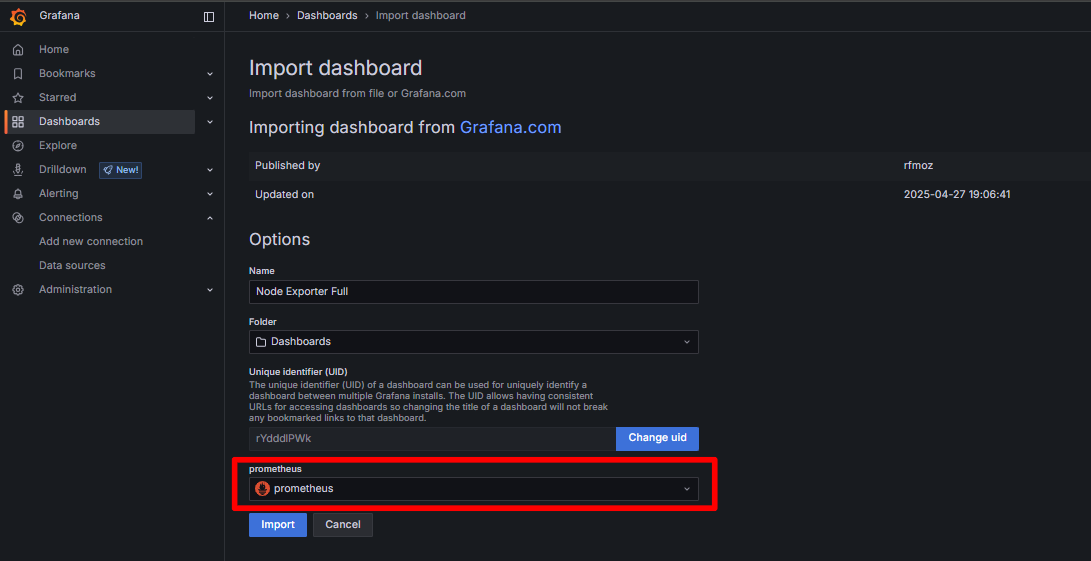 Grafana
Home › Dashboards › Import dashboard
Home
Bookmarks
Starred
Dashboards
Explore
Drilldown New!
Alerting
Connections
Add new connection
Data sources
Administration
Import dashboard
Import dashboard from file or Grafana.com
Importing dashboard from Grafana.com
Published by rfmoz
Updated on 2025-04-27 19:06:41
Options
Name
Node Exporter Full
Folder
Dashboards
Unique identifier (UID)
The unique identifier (UID) of a dashboard can be used for uniquely identify a
dashboard between multiple Grafana installs. The UID allows having consistent
URLs for accessing dashboards so changing the title of a dashboard will not break
any bookmarked links to that dashboard.
rYdddlPWk Change uid
prometheus
prometheus
Import Cancel